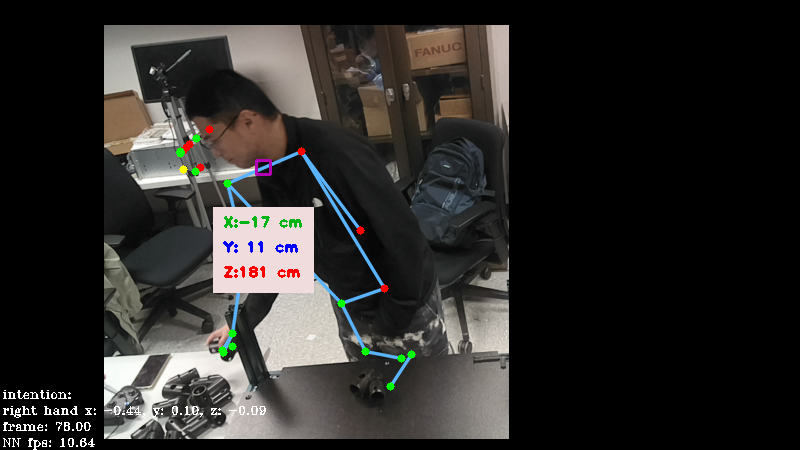 FANUC
X:-17 cm
Y: 11 cm
Z:181 cm
intention:
right hand x: -0.44, y: 0.10, z: -0.09
frame: 78.00
NN fps: 10.64